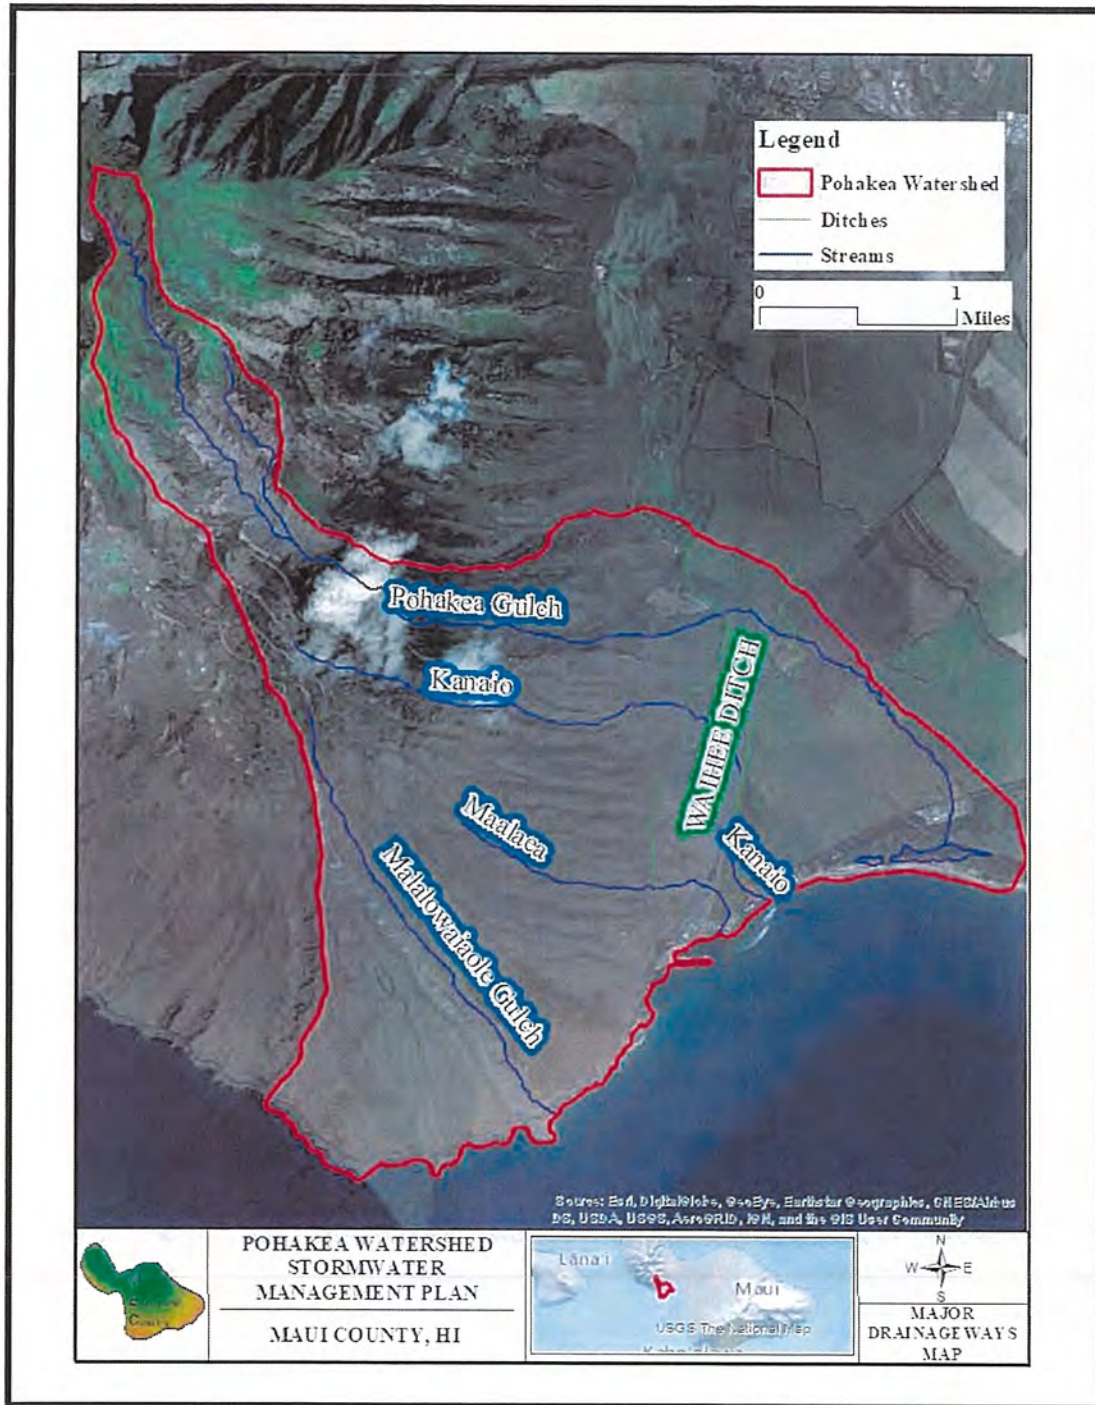 Legend
Pohakea Watershed
Ditches
Streams
0 1
Miles
Pohakea Gulch
Kanaio
WAIHEE DITCH
Maalaea
Kanaio
Malalowaiaole Gulch
Source: Esri, DigitalGlobe, GeoEye, Earthstar Geographics, CNES/Airbus
DS, USDA, USGS, AeroGRID, IGN, and the GIS User Community
POHAKEA WATERSHED
STORMWATER
MANAGEMENT PLAN
MAUI COUNTY, HI
Lāna'i
Maui
USGS The National Map
N
W E
S
MAJOR
DRAINAGEWAYS
MAP